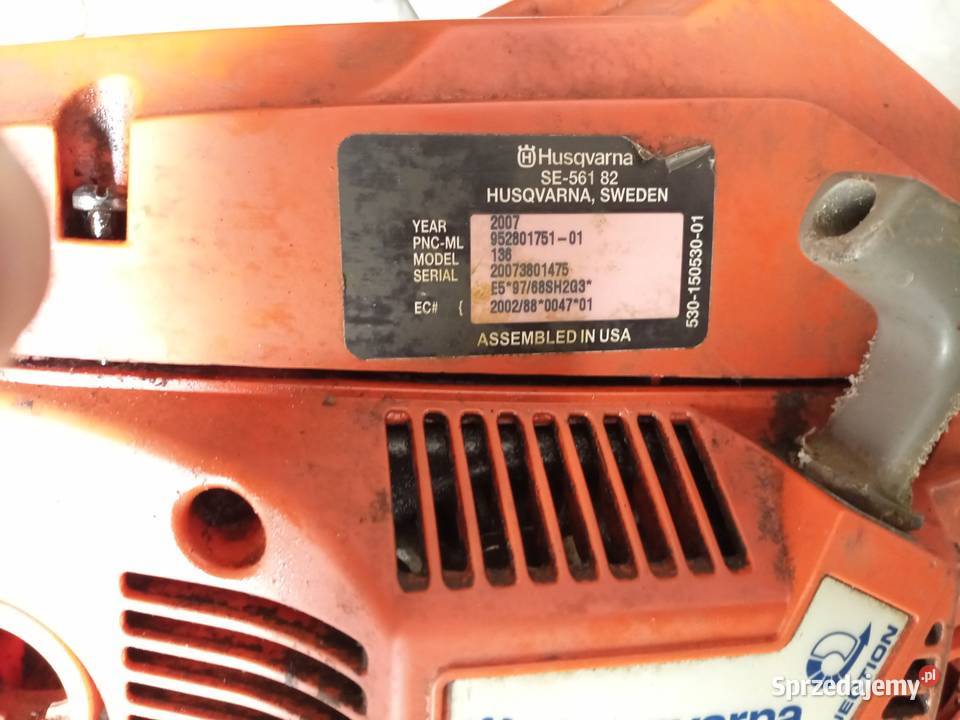 Husqvarna
SE-561 82
HUSQVARNA, SWEDEN
YEAR 2007
PNC-ML 952801751-01
MODEL 136
SERIAL 20073801475
E5*97/68SH2G3*
EC# { 2002/88*0047*01
ASSEMBLED IN USA
530-150530-01
Sprzedajemy.pl